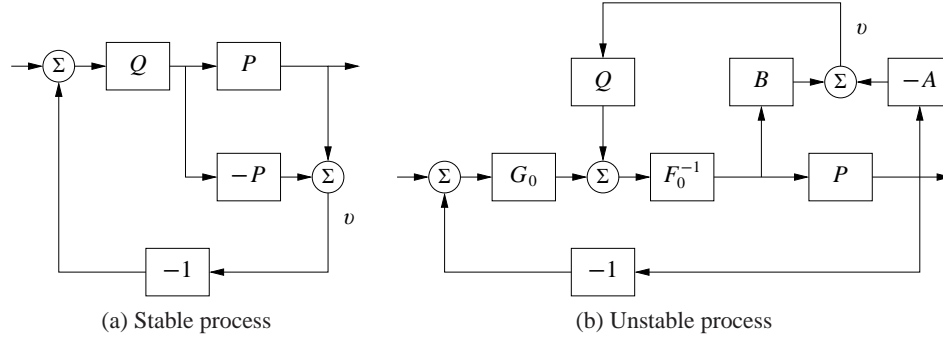 Σ Q P
−P Σ
υ
−1
(a) Stable process
υ
Q B Σ −A
Σ G₀ Σ F₀⁻¹ P
−1
(b) Unstable process